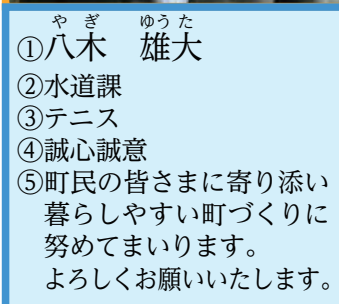 やぎ ゆうた
①八木 雄大
②水道課
③テニス
④誠心誠意
⑤町民の皆さまに寄り添い
暮らしやすい町づくりに
努めてまいります。
よろしくお願いいたします。